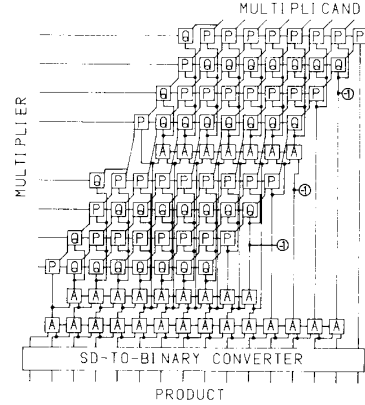 MULTIPLICAND
MULTIPLIER
Q P P P P P P P P
P Q Q Q Q Q Q Q
Q P P P P P P P
P Q Q Q Q Q Q Q
A A A A A A A
Q P P P P P P P P
P Q Q Q Q Q Q Q
Q P P P P P P P
P Q Q Q Q Q Q Q
A A A A A A A A A
A A A A A A A A A A A A A A
SD-TO-BINARY CONVERTER
PRODUCT